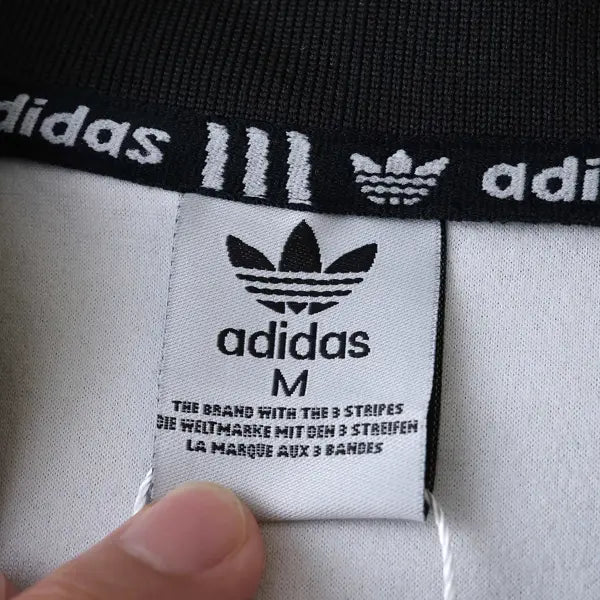 adidas adi
adidas
M
THE BRAND WITH THE 3 STRIPES
DIE WELTMARKE MIT DEN 3 STREIFEN
LA MARQUE AUX 3 BANDES